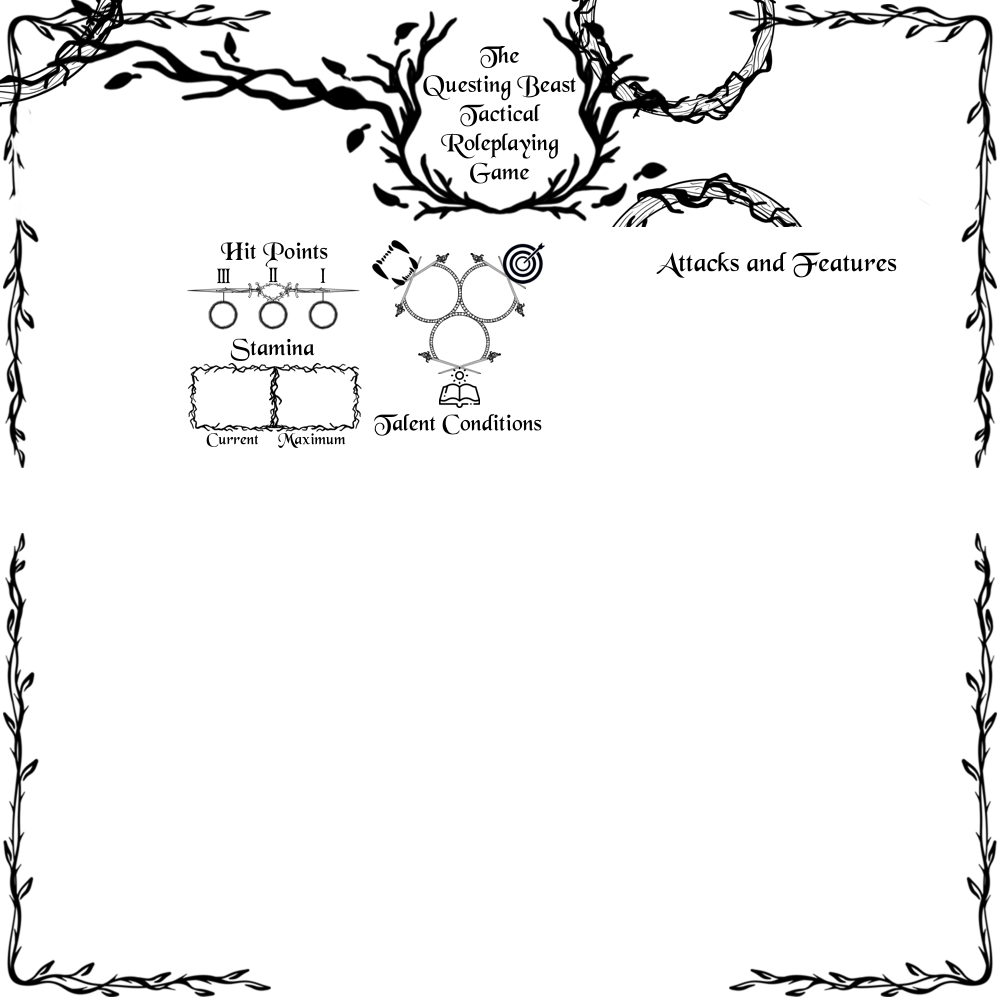 The
Questing Beast
Tactical
Roleplaying
Game
Hit Points
III II I
Stamina
Current Maximum
Talent Conditions
Attacks and Features